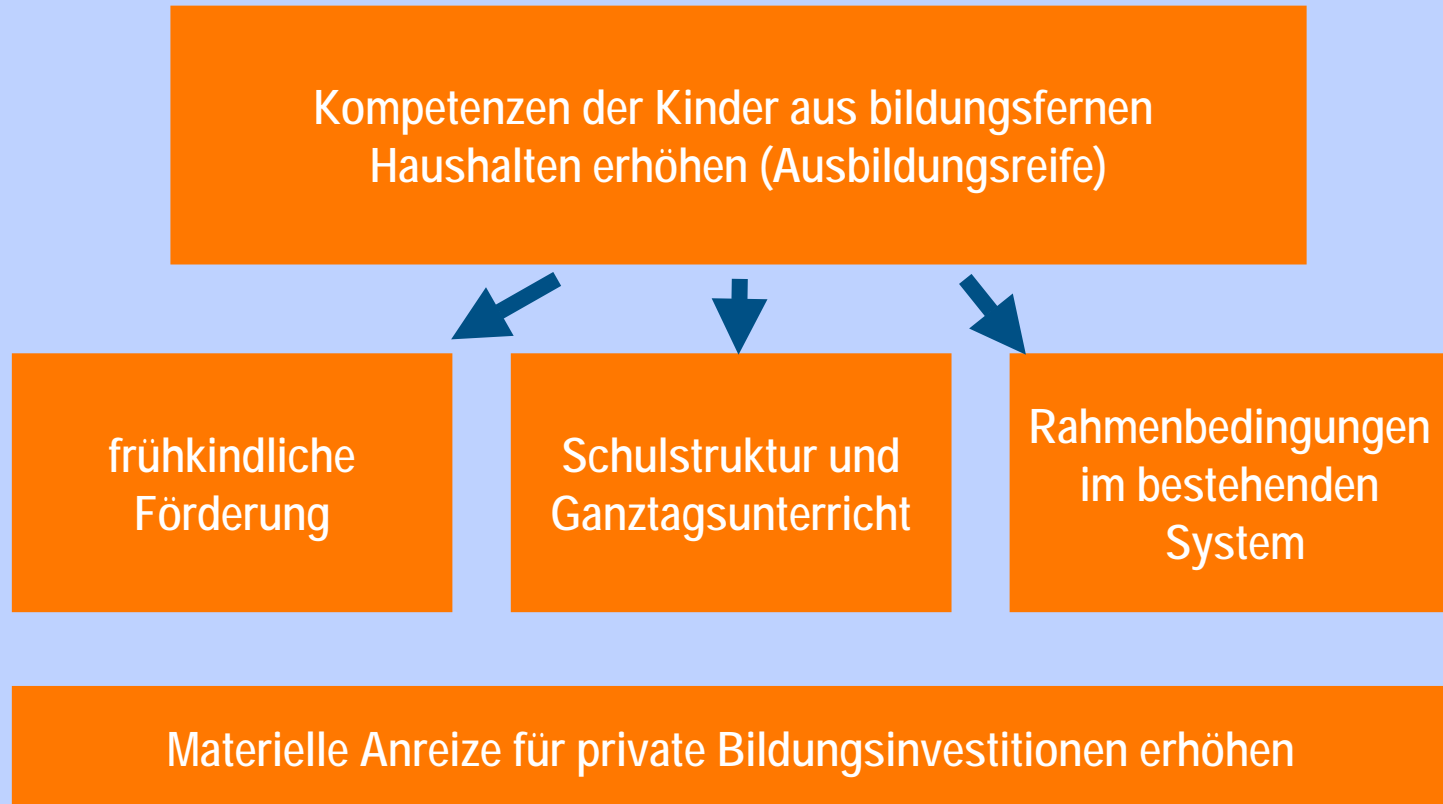 Kompetenzen der Kinder aus bildungsfernen
Haushalten erhöhen (Ausbildungsreife)
frühkindliche
Förderung
Schulstruktur und
Ganztagsunterricht
Rahmenbedingungen
im bestehenden
System
Materielle Anreize für private Bildungsinvestitionen erhöhen